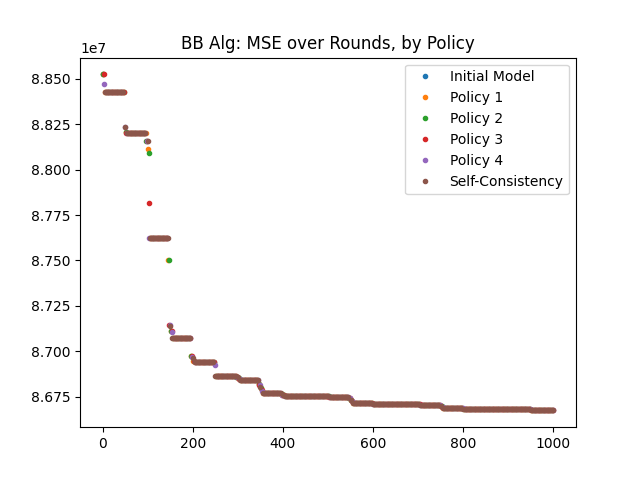 BB Alg: MSE over Rounds, by Policy
1e7
8.850
8.825
8.800
8.775
8.750
8.725
8.700
8.675
0
200
400
600
800
1000
Initial Model
Policy 1
Policy 2
Policy 3
Policy 4
Self-Consistency